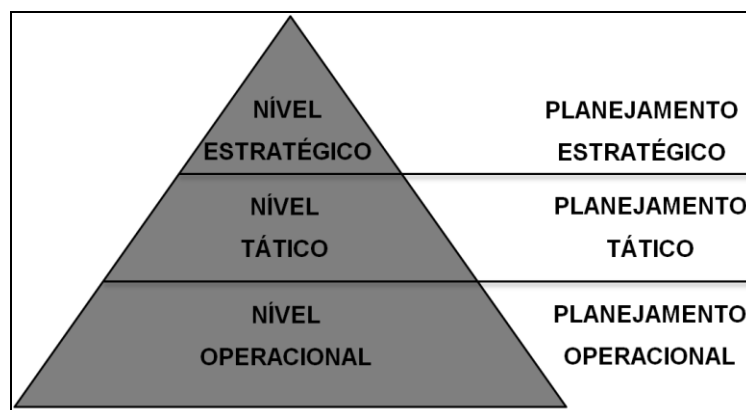 NÍVEL
ESTRATÉGICO
PLANEJAMENTO
ESTRATÉGICO
NÍVEL
TÁTICO
PLANEJAMENTO
TÁTICO
NÍVEL
OPERACIONAL
PLANEJAMENTO
OPERACIONAL